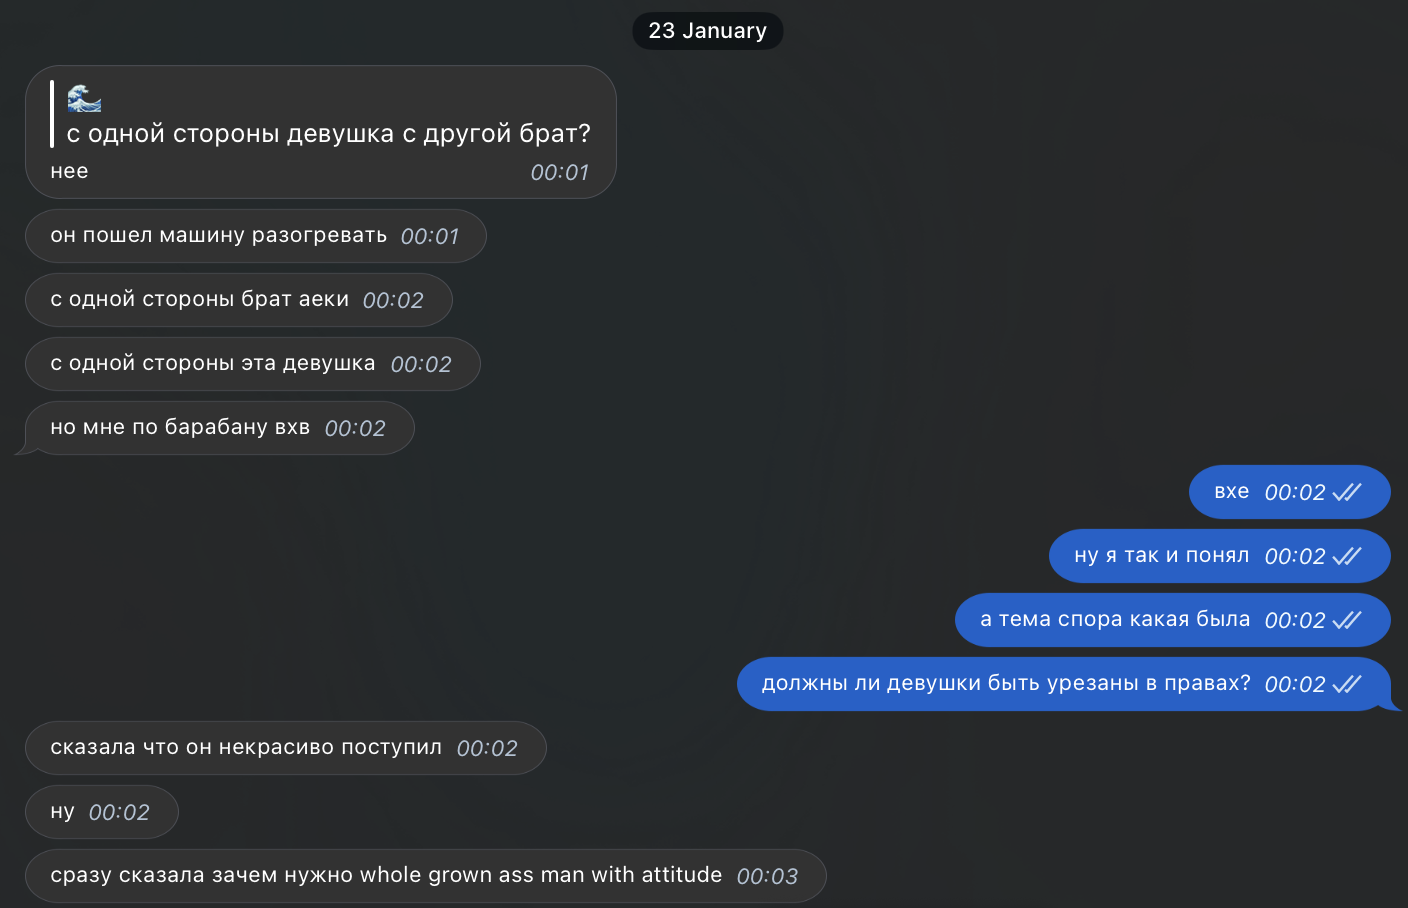 23 January
🌊
с одной стороны девушка с другой брат?
нее 00:01
он пошел машину разогревать 00:01
с одной стороны брат аеки 00:02
с одной стороны эта девушка 00:02
но мне по барабану вхв 00:02
вхе 00:02
ну я так и понял 00:02
а тема спора какая была 00:02
должны ли девушки быть урезаны в правах? 00:02
сказала что он некрасиво поступил 00:02
ну 00:02
сразу сказала зачем нужно whole grown ass man with attitude 00:03